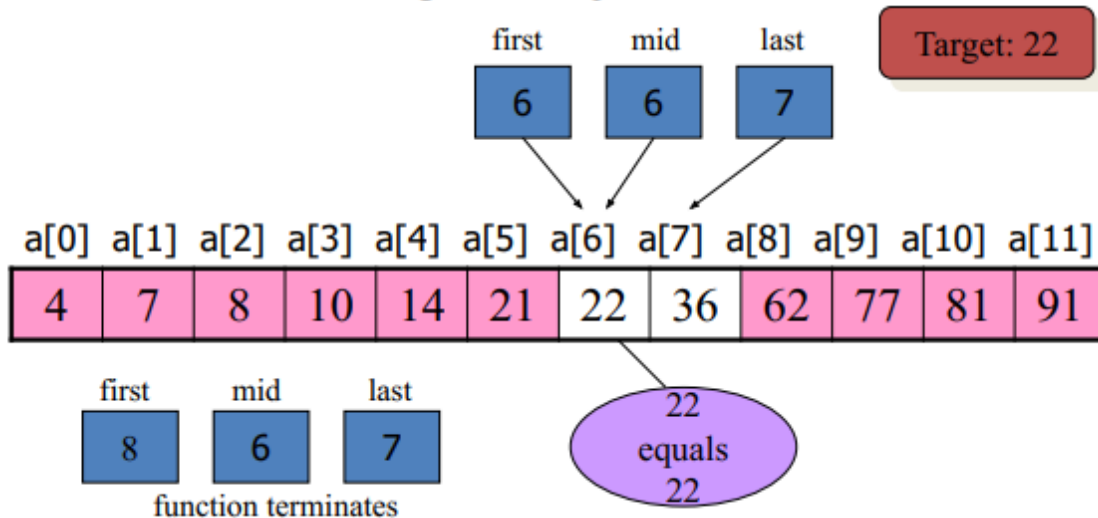 first mid last
Target: 22
6 6 7
a[0] a[1] a[2] a[3] a[4] a[5] a[6] a[7] a[8] a[9] a[10] a[11]
4 7 8 10 14 21 22 36 62 77 81 91
first mid last
8 6 7
function terminates
22
equals
22